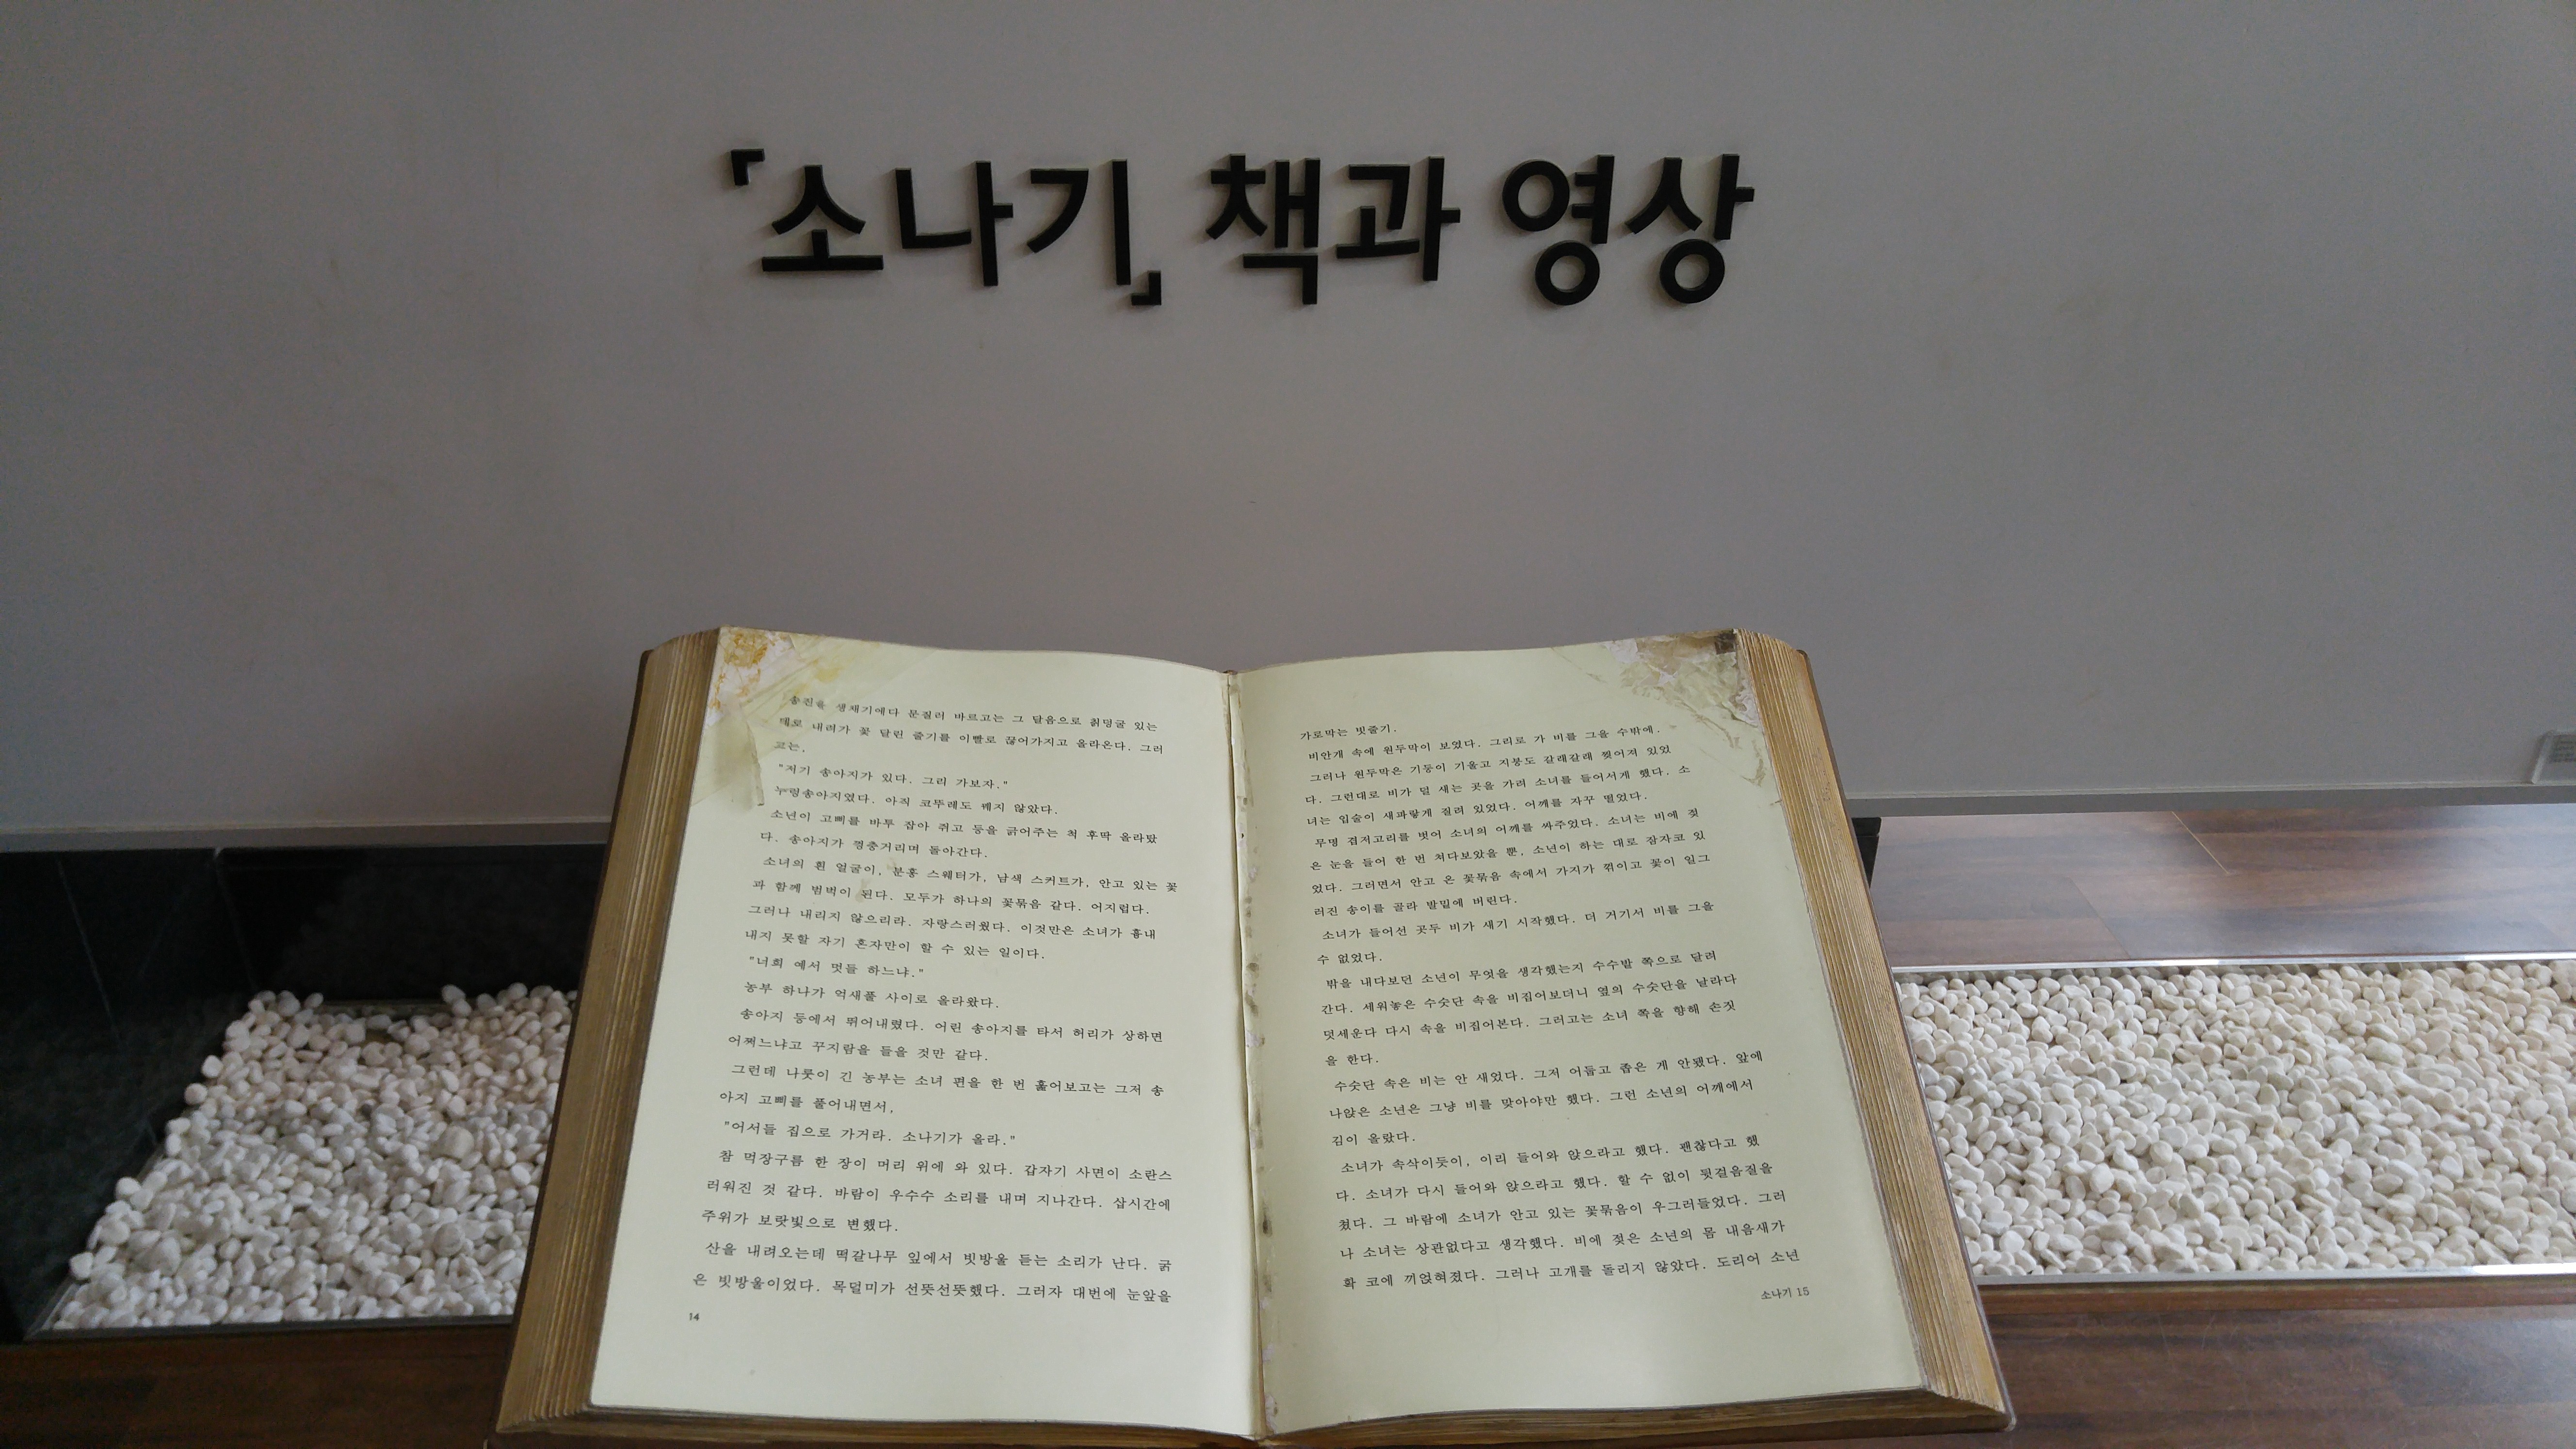 「소나기」 책과 영상
송진을 생채기에다 문질러 바르고는 그 달음으로 칡덩굴 있는
데로 내려가 꽃 달린 줄기를 이빨로 끊어가지고 올라온다. 그러
고는,
"저기 송아지가 있다. 그리 가보자."
누렁송아지였다. 아직 코뚜레도 꿰지 않았다.
소년이 고삐를 바투 잡아 쥐고 등을 긁어주는 척 후딱 올라탔
다. 송아지가 껑충거리며 돌아간다.
소녀의 흰 얼굴이, 분홍 스웨터가, 남색 스커트가, 안고 있는 꽃
과 함께 범벅이 된다. 모두가 하나의 꽃묶음 같다. 어지럽다.
그러나 내리지 않으리라. 자랑스러웠다. 이것만은 소녀가 흉내
내지 못할 자기 혼자만이 할 수 있는 일이다.
"너희 예서 멋들 하느냐."
농부 하나가 억새풀 사이로 올라왔다.
송아지 등에서 뛰어내렸다. 어린 송아지를 타서 허리가 상하면
어쩌느냐고 꾸지람을 들을 것만 같다.
그런데 나룻이 긴 농부는 소녀 편을 한 번 훑어보고는 그저 송
아지 고삐를 풀어내면서,
"어서들 집으로 가거라. 소나기가 올라."
참 먹장구름 한 장이 머리 위에 와 있다. 갑자기 사면이 소란스
러워진 것 같다. 바람이 우수수 소리를 내며 지나간다. 삽시간에
주위가 보랏빛으로 변했다.
산을 내려오는데 떡갈나무 잎에서 빗방울 듣는 소리가 난다. 굵
은 빗방울이었다. 목덜미가 선뜻선뜻했다. 그러자 대번에 눈앞을
14
가로막는 빗줄기.
비안개 속에 원두막이 보였다. 그리로 가 비를 그을 수밖에.
그러나 원두막은 기둥이 기울고 지붕도 갈래갈래 찢어져 있었
다. 그런대로 비가 덜 새는 곳을 가려 소녀를 들어서게 했다. 소
녀는 입술이 새파랗게 질려 있었다. 어깨를 자꾸 떨었다.
무명 겹저고리를 벗어 소녀의 어깨를 싸주었다. 소녀는 비에 젖
은 눈을 들어 한 번 쳐다보았을 뿐, 소년이 하는 대로 잠자코 있
었다. 그러면서 안고 온 꽃묶음 속에서 가지가 꺾이고 꽃이 일그
러진 송이를 골라 발밑에 버린다.
소녀가 들어선 곳두 비가 새기 시작했다. 더 거기서 비를 그을
수 없었다.
밖을 내다보던 소년이 무엇을 생각했는지 수수밭 쪽으로 달려
간다. 세워놓은 수숫단 속을 비집어보더니 옆의 수숫단을 날라다
덧세운다 다시 속을 비집어본다. 그러고는 소녀 쪽을 향해 손짓
을 한다.
수숫단 속은 비는 안 새었다. 그저 어둡고 좁은 게 안됐다. 앞에
나앉은 소년은 그냥 비를 맞아야만 했다. 그런 소년의 어깨에서
김이 올랐다.
소녀가 속삭이듯이, 이리 들어와 앉으라고 했다. 괜찮다고 했
다. 소녀가 다시 들어와 앉으라고 했다. 할 수 없이 뒷걸음질을
쳤다. 그 바람에 소녀가 안고 있는 꽃묶음이 우그러들었다. 그러
나 소녀는 상관없다고 생각했다. 비에 젖은 소년의 몸 내음새가
확 코에 끼얹혀졌다. 그러나 고개를 돌리지 않았다. 도리어 소년
소나기 15